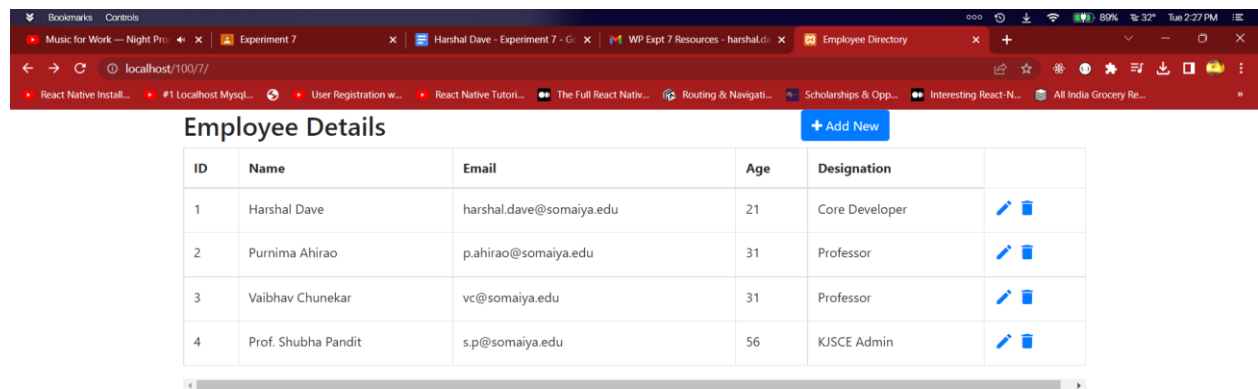 Bookmarks Controls 89% 32° Tue 2:27 PM
Music for Work — Night Pro Experiment 7 Harshal Dave - Experiment 7 - Go WP Expt 7 Resources - harshal.da Employee Directory
localhost/100/7/
React Native Install... #1 Localhost Mysql... User Registration w... React Native Tutori... The Full React Nativ... Routing & Navigati... Scholarships & Opp... Interesting React-N... All India Grocery Re... »
Employee Details + Add New
ID Name Email Age Designation
1 Harshal Dave harshal.dave@somaiya.edu 21 Core Developer
2 Purnima Ahirao p.ahirao@somaiya.edu 31 Professor
3 Vaibhav Chunekar vc@somaiya.edu 31 Professor
4 Prof. Shubha Pandit s.p@somaiya.edu 56 KJSCE Admin